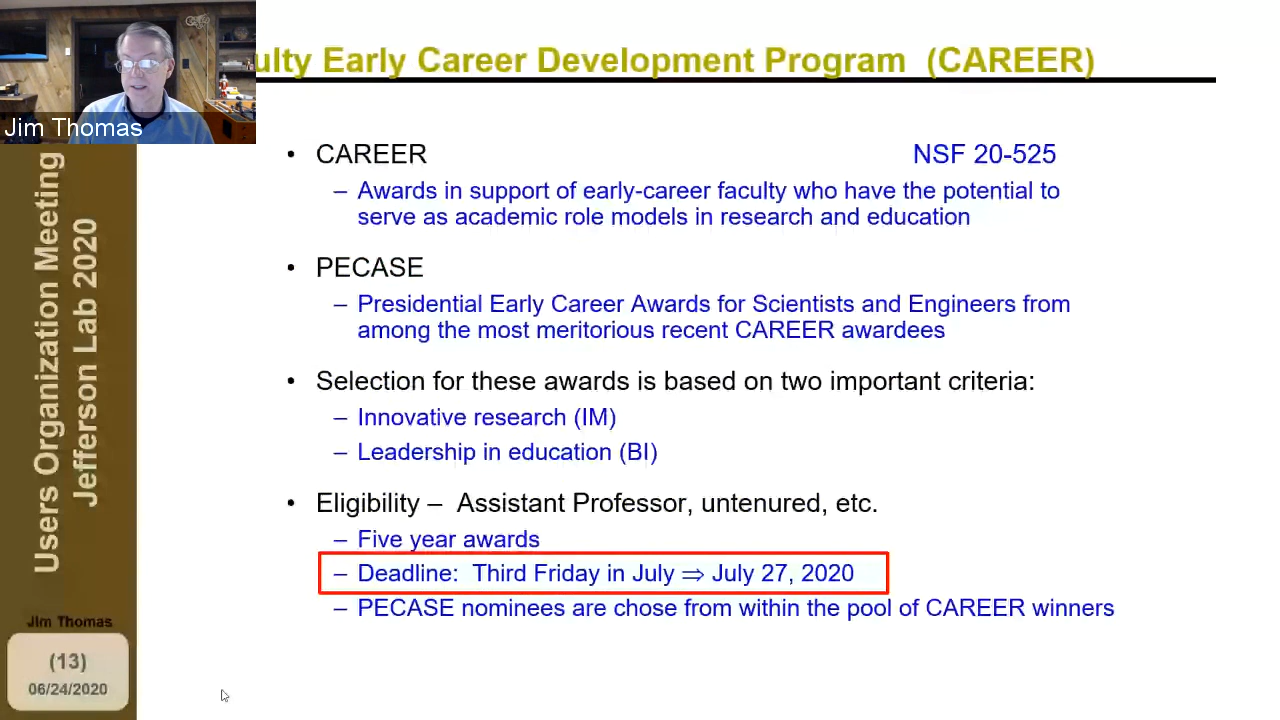 ulty Early Career Development Program (CAREER)
Jim Thomas
• CAREER NSF 20-525
– Awards in support of early-career faculty who have the potential to
serve as academic role models in research and education
• PECASE
– Presidential Early Career Awards for Scientists and Engineers from
among the most meritorious recent CAREER awardees
• Selection for these awards is based on two important criteria:
– Innovative research (IM)
– Leadership in education (BI)
• Eligibility – Assistant Professor, untenured, etc.
– Five year awards
– Deadline: Third Friday in July ⇒ July 27, 2020
– PECASE nominees are chose from within the pool of CAREER winners
Users Organization Meeting
Jefferson Lab 2020
Jim Thomas
(13)
06/24/2020